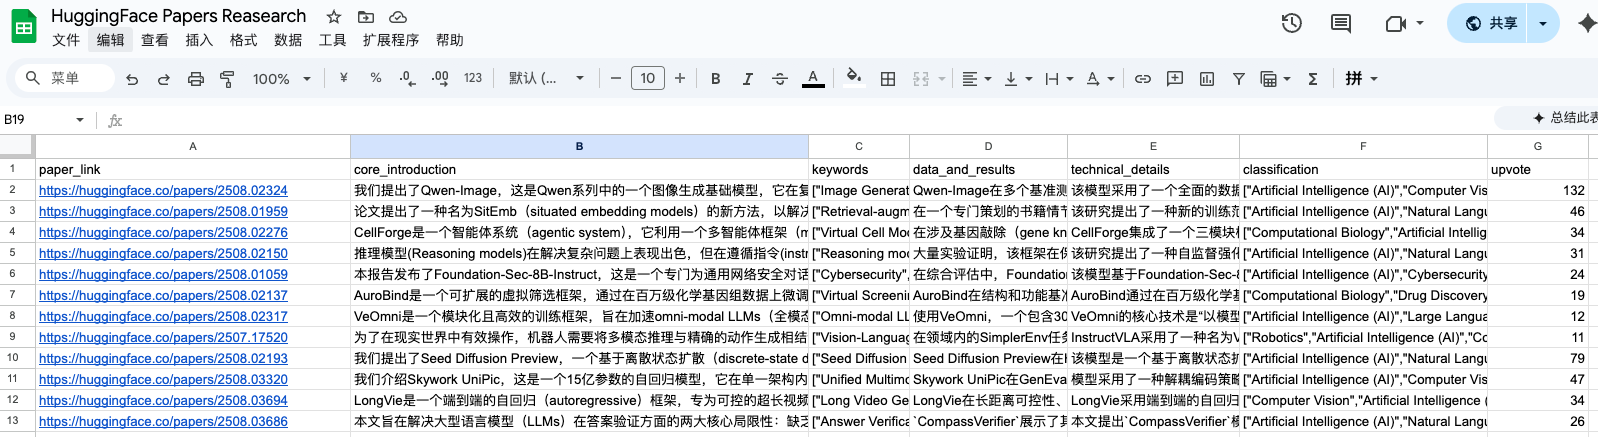 HuggingFace Papers Reasearch
文件 编辑 查看 插入 格式 数据 工具 扩展程序 帮助
共享
菜单 100% ¥ % .0 .00 123 默认 (... 10 B I A 拼
B19 fx 总结此表
A B C D E F G
1 paper_link core_introduction keywords data_and_results technical_details classification upvote
2 https://huggingface.co/papers/2508.02324 我们提出了Qwen-Image，这是Qwen系列中的一个图像生成基础模型，它在复 ["Image Generat Qwen-Image在多个基准测 该模型采用了一个全面的数据 ["Artificial Intelligence (AI)","Computer Vis 132
3 https://huggingface.co/papers/2508.01959 论文提出了一种名为SitEmb（situated embedding models）的新方法，以解决 ["Retrieval-augm 在一个专门策划的书籍情节 该研究提出了一种新的训练范 ["Artificial Intelligence (AI)","Natural Langu 46
4 https://huggingface.co/papers/2508.02276 CellForge是一个智能体系统（agentic system），它利用一个多智能体框架（m ["Virtual Cell Mod 在涉及基因敲除（gene kn CellForge集成了一个三模块 ["Computational Biology","Artificial Intellig 34
5 https://huggingface.co/papers/2508.02150 推理模型(Reasoning models)在解决复杂问题上表现出色，但在遵循指令(instr ["Reasoning mod 大量实验证明，该框架在保 该研究提出了一种自监督强化 ["Artificial Intelligence (AI)","Natural Langu 31
6 https://huggingface.co/papers/2508.01059 本报告发布了Foundation-Sec-8B-Instruct，这是一个专门为通用网络安全对话 ["Cybersecurity", 在综合评估中，Foundation 该模型基于Foundation-Sec-8 ["Artificial Intelligence (AI)","Cybersecurity 24
7 https://huggingface.co/papers/2508.02137 AuroBind是一个可扩展的虚拟筛选框架，通过在百万级化学基因组数据上微调 ["Virtual Screenin AuroBind在结构和功能基准 AuroBind通过在百万级化学基 ["Computational Biology","Drug Discovery 19
8 https://huggingface.co/papers/2508.02317 VeOmni是一个模块化且高效的训练框架，旨在加速omni-modal LLMs（全模态 ["Omni-modal LL 使用VeOmni，一个包含30 VeOmni的核心技术是“以模型 ["Artificial Intelligence (AI)","Large Langua 12
9 https://huggingface.co/papers/2507.17520 为了在现实世界中有效操作，机器人需要将多模态推理与精确的动作生成相结 ["Vision-Languag 在领域内的SimplerEnv任务 InstructVLA采用了一种名为V ["Robotics","Artificial Intelligence (AI)","Co 11
10 https://huggingface.co/papers/2508.02193 我们提出了Seed Diffusion Preview，一个基于离散状态扩散（discrete-state d ["Seed Diffusion Seed Diffusion Preview在H 该模型是一个基于离散状态扩 ["Artificial Intelligence (AI)","Natural Langu 79
11 https://huggingface.co/papers/2508.03320 我们介绍Skywork UniPic，这是一个15亿参数的自回归模型，它在单一架构内 ["Unified Multimo Skywork UniPic在GenEva 模型采用了一种解耦编码策略 ["Artificial Intelligence (AI)","Computer Vis 47
12 https://huggingface.co/papers/2508.03694 LongVie是一个端到端的自回归（autoregressive）框架，专为可控的超长视频 ["Long Video Ge LongVie在长距离可控性、 LongVie采用端到端的自回归 ["Computer Vision","Artificial Intelligence ( 34
13 https://huggingface.co/papers/2508.03686 本文旨在解决大型语言模型（LLMs）在答案验证方面的两大核心局限性：缺乏 ["Answer Verifica `CompassVerifier`展示了其 本文提出`CompassVerifier`模 ["Artificial Intelligence (AI)","Natural Langu 26